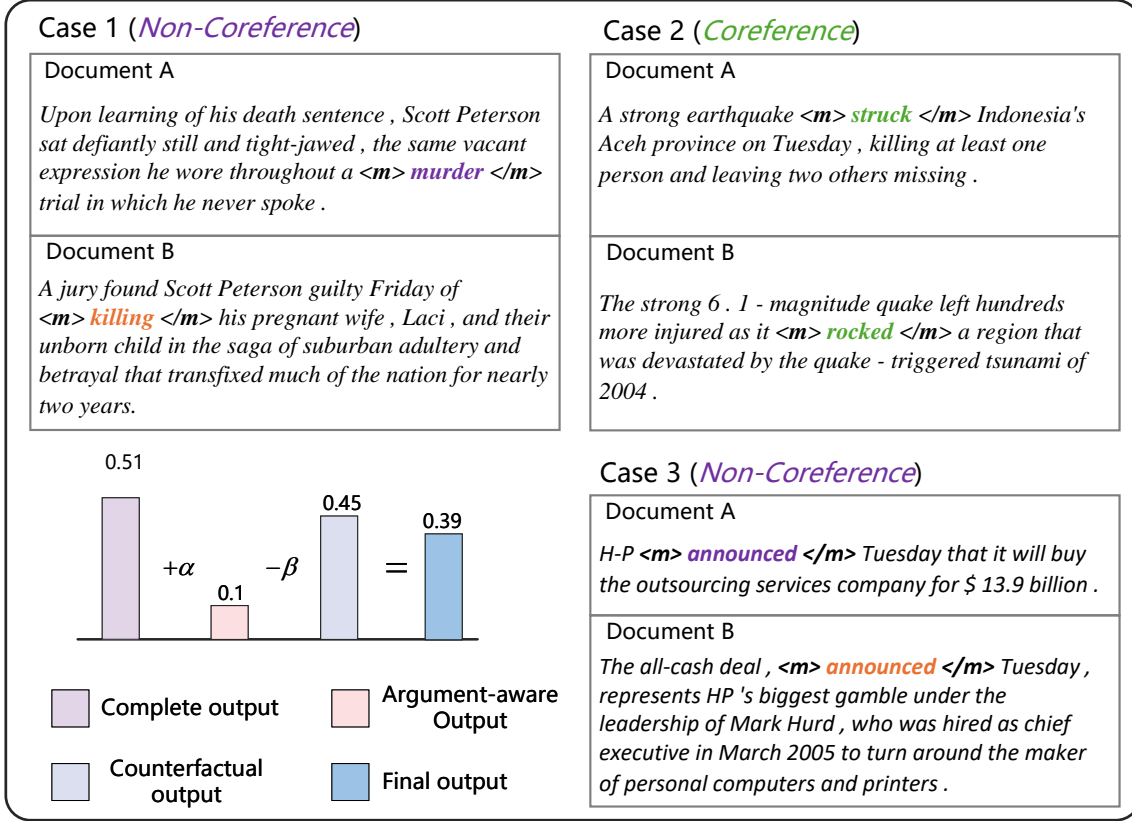 Case 1 (Non-Coreference)
Document A
Upon learning of his death sentence , Scott Peterson
sat defiantly still and tight-jawed , the same vacant
expression he wore throughout a <m> murder </m>
trial in which he never spoke .
Document B
A jury found Scott Peterson guilty Friday of
<m> killing </m> his pregnant wife , Laci , and their
unborn child in the saga of suburban adultery and
betrayal that transfixed much of the nation for nearly
two years.
0.51
+α
0.1
−β
0.45
=
0.39
Complete output
Argument-aware
Output
Counterfactual
output
Final output
Case 2 (Coreference)
Document A
A strong earthquake <m> struck </m> Indonesia's
Aceh province on Tuesday , killing at least one
person and leaving two others missing .
Document B
The strong 6 . 1 - magnitude quake left hundreds
more injured as it <m> rocked </m> a region that
was devastated by the quake - triggered tsunami of
2004 .
Case 3 (Non-Coreference)
Document A
H-P <m> announced </m> Tuesday that it will buy
the outsourcing services company for $ 13.9 billion .
Document B
The all-cash deal , <m> announced </m> Tuesday ,
represents HP 's biggest gamble under the
leadership of Mark Hurd , who was hired as chief
executive in March 2005 to turn around the maker
of personal computers and printers .